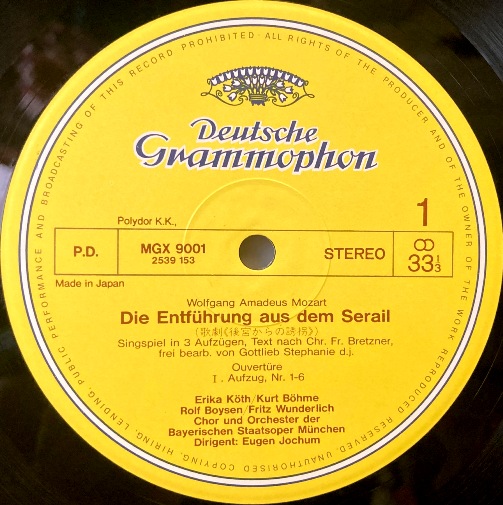 ALL RIGHTS OF THE PRODUCER AND OF THE OWNER OF THE WORK REPRODUCED RESERVED. UNAUTHORISED COPYING, HIRING, LENDING, PUBLIC PERFORMANCE AND BROADCASTING OF THIS RECORD PROHIBITED ·
Deutsche
Grammophon
1
Polydor K.K.,
P.D.
MGX 9001
2539 153
STEREO
33 1/3
Made in Japan
Wolfgang Amadeus Mozart
Die Entführung aus dem Serail
(歌劇《後宮からの誘拐》)
Singspiel in 3 Aufzügen, Text nach Chr. Fr. Bretzner,
frei bearb. von Gottlieb Stephanie d.j.
Ouvertüre
I. Aufzug, Nr. 1-6
Erika Köth/Kurt Böhme
Rolf Boysen/Fritz Wunderlich
Chor und Orchester der
Bayerischen Staatsoper München
Dirigent: Eugen Jochum